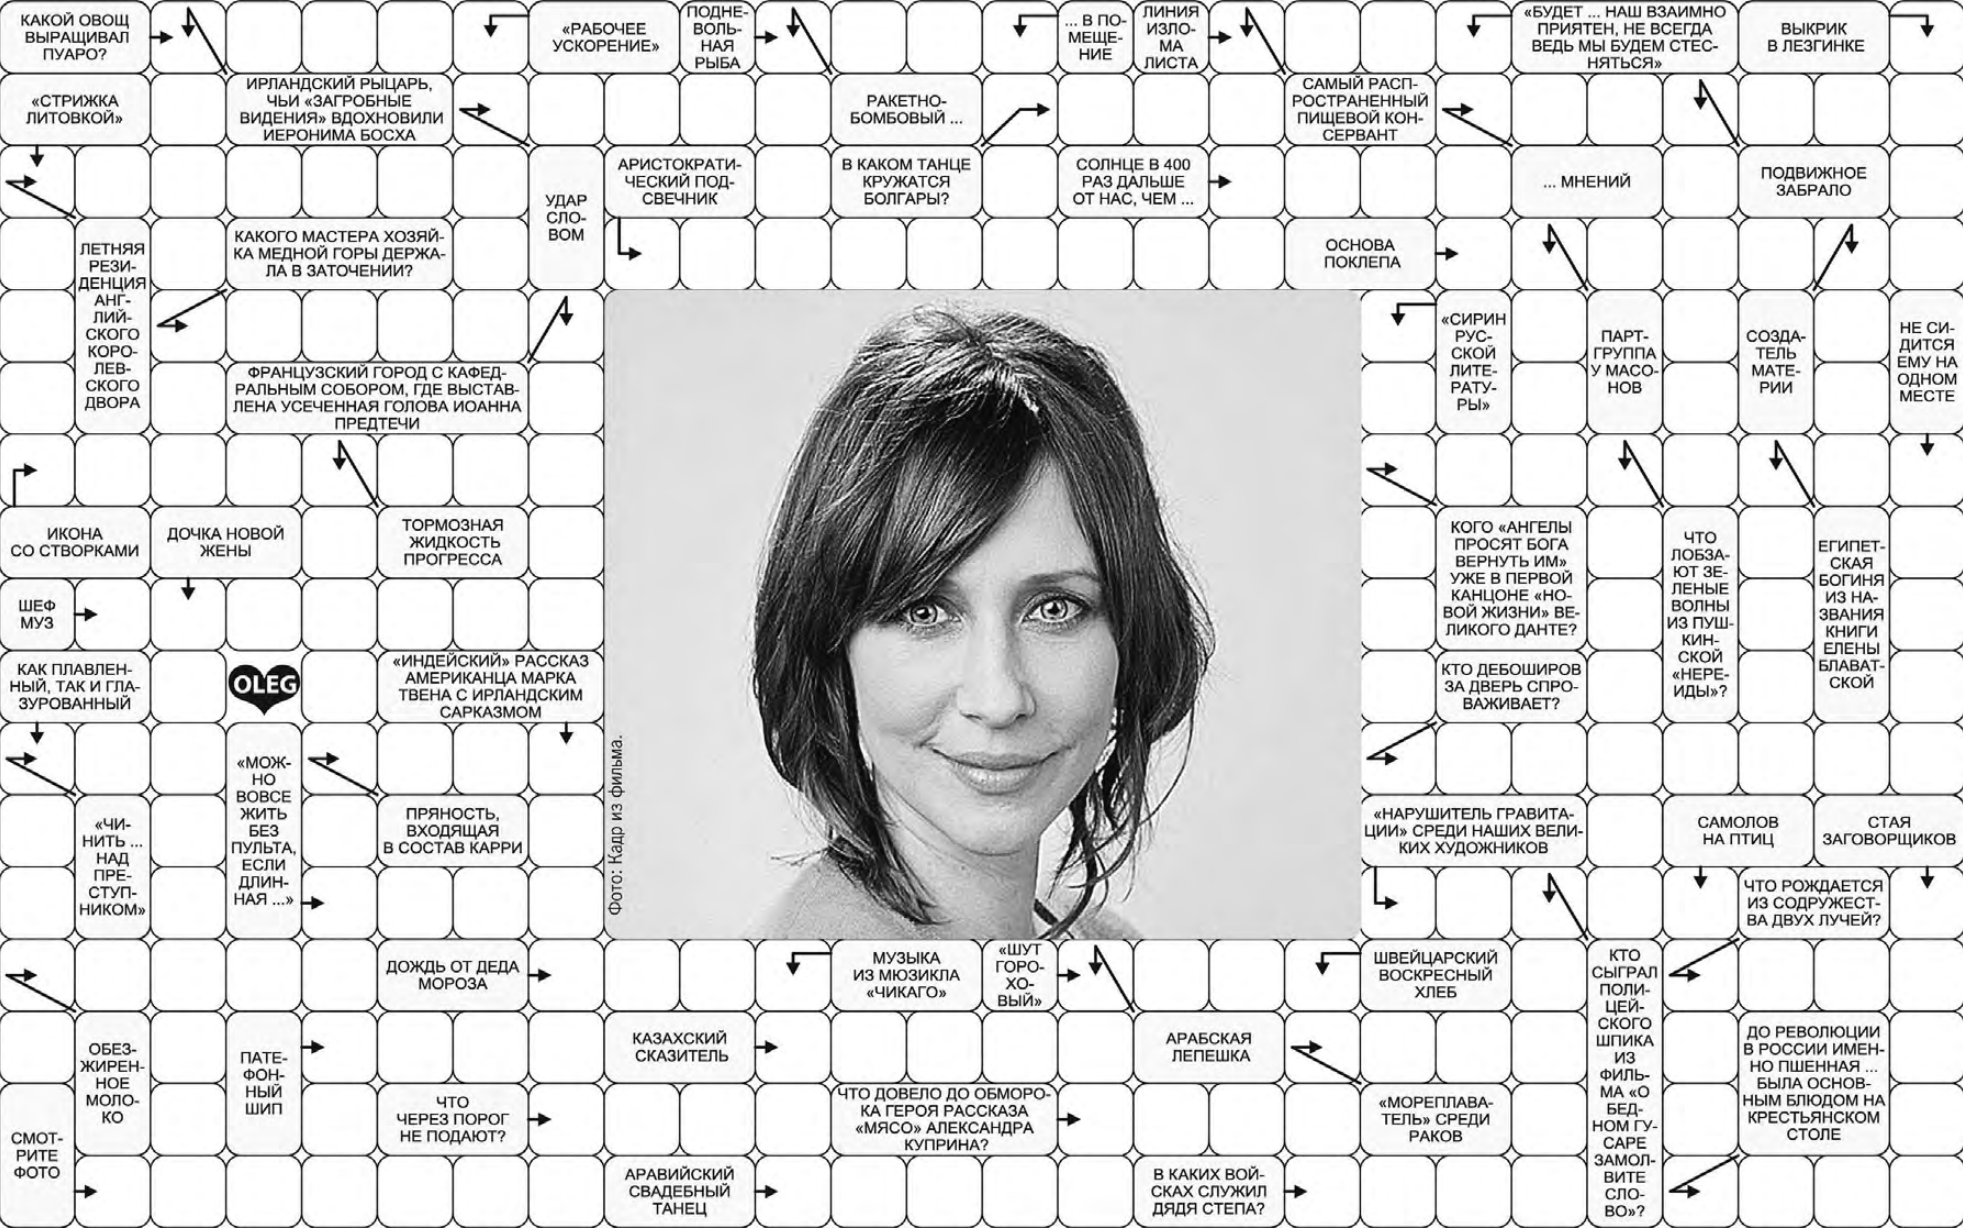 КАКОЙ ОВОЩ
ВЫРАЩИВАЛ
ПУАРО?
«РАБОЧЕЕ
УСКОРЕНИЕ»
ПОДНЕ-
ВОЛЬ-
НАЯ
РЫБА
... В ПО-
МЕЩЕ-
НИЕ
ЛИНИЯ
ИЗЛО-
МА
ЛИСТА
«БУДЕТ ... НАШ ВЗАИМНО
ПРИЯТЕН, НЕ ВСЕГДА
ВЕДЬ МЫ БУДЕМ СТЕС-
НЯТЬСЯ»
ВЫКРИК
В ЛЕЗГИНКЕ
«СТРИЖКА
ЛИТОВКОЙ»
ИРЛАНДСКИЙ РЫЦАРЬ,
ЧЬИ «ЗАГРОБНЫЕ
ВИДЕНИЯ» ВДОХНОВИЛИ
ИЕРОНИМА БОСХА
РАКЕТНО-
БОМБОВЫЙ ...
САМЫЙ РАСП-
РОСТРАНЕННЫЙ
ПИЩЕВОЙ КОН-
СЕРВАНТ
УДАР
СЛО-
ВОМ
АРИСТОКРАТИ-
ЧЕСКИЙ ПОД-
СВЕЧНИК
В КАКОМ ТАНЦЕ
КРУЖАТСЯ
БОЛГАРЫ?
СОЛНЦЕ В 400
РАЗ ДАЛЬШЕ
ОТ НАС, ЧЕМ ...
... МНЕНИЙ
ПОДВИЖНОЕ
ЗАБРАЛО
ЛЕТНЯЯ
РЕЗИ-
ДЕНЦИЯ
АНГ-
ЛИЙ-
СКОГО
КОРО-
ЛЕВ-
СКОГО
ДВОРА
КАКОГО МАСТЕРА ХОЗЯЙ-
КА МЕДНОЙ ГОРЫ ДЕРЖА-
ЛА В ЗАТОЧЕНИИ?
ОСНОВА
ПОКЛЕПА
«СИРИН
РУС-
СКОЙ
ЛИТЕ-
РАТУ-
РЫ»
ПАРТ-
ГРУППА
У МАСО-
НОВ
СОЗДА-
ТЕЛЬ
МАТЕ-
РИИ
НЕ СИ-
ДИТСЯ
ЕМУ НА
ОДНОМ
МЕСТЕ
ФРАНЦУЗСКИЙ ГОРОД С КАФЕД-
РАЛЬНЫМ СОБОРОМ, ГДЕ ВЫСТАВ-
ЛЕНА УСЕЧЕННАЯ ГОЛОВА ИОАННА
ПРЕДТЕЧИ
ИКОНА
СО СТВОРКАМИ
ДОЧКА НОВОЙ
ЖЕНЫ
ТОРМОЗНАЯ
ЖИДКОСТЬ
ПРОГРЕССА
КОГО «АНГЕЛЫ
ПРОСЯТ БОГА
ВЕРНУТЬ ИМ»
УЖЕ В ПЕРВОЙ
КАНЦОНЕ «НО-
ВОЙ ЖИЗНИ» ВЕ-
ЛИКОГО ДАНТЕ?
ЧТО
ЛОБЗА-
ЮТ ЗЕ-
ЛЕНЫЕ
ВОЛНЫ
ИЗ ПУШ-
КИН-
СКОЙ
«НЕРЕ-
ИДЫ»?
ЕГИПЕТ-
СКАЯ
БОГИНЯ
ИЗ НА-
ЗВАНИЯ
КНИГИ
ЕЛЕНЫ
БЛАВАТ-
СКОЙ
ШЕФ
МУЗ
КАК ПЛАВЛЕН-
НЫЙ, ТАК И ГЛА-
ЗУРОВАННЫЙ
OLEG
«ИНДЕЙСКИЙ» РАССКАЗ
АМЕРИКАНЦА МАРКА
ТВЕНА С ИРЛАНДСКИМ
САРКАЗМОМ
КТО ДЕБОШИРОВ
ЗА ДВЕРЬ СПРО-
ВАЖИВАЕТ?
Фото: Кадр из фильма.
«МОЖ-
НО
ВОВСЕ
ЖИТЬ
БЕЗ
ПУЛЬТА,
ЕСЛИ
ДЛИН-
НАЯ ...»
«ЧИ-
НИТЬ ...
НАД
ПРЕ-
СТУП-
НИКОМ»
ПРЯНОСТЬ,
ВХОДЯЩАЯ
В СОСТАВ КАРРИ
«НАРУШИТЕЛЬ ГРАВИТА-
ЦИИ» СРЕДИ НАШИХ ВЕЛИ-
КИХ ХУДОЖНИКОВ
САМОЛОВ
НА ПТИЦ
СТАЯ
ЗАГОВОРЩИКОВ
ЧТО РОЖДАЕТСЯ
ИЗ СОДРУЖЕСТ-
ВА ДВУХ ЛУЧЕЙ?
ДОЖДЬ ОТ ДЕДА
МОРОЗА
МУЗЫКА
ИЗ МЮЗИКЛА
«ЧИКАГО»
«ШУТ
ГОРО-
ХО-
ВЫЙ»
ШВЕЙЦАРСКИЙ
ВОСКРЕСНЫЙ
ХЛЕБ
КТО
СЫГРАЛ
ПОЛИ-
ЦЕЙ-
СКОГО
ШПИКА
ИЗ
ФИЛЬ-
МА «О
БЕД-
НОМ ГУ-
САРЕ
ЗАМОЛ-
ВИТЕ
СЛО-
ВО»?
ОБЕЗ-
ЖИРЕН-
НОЕ
МОЛО-
КО
ПАТЕ-
ФОН-
НЫЙ
ШИП
КАЗАХСКИЙ
СКАЗИТЕЛЬ
АРАБСКАЯ
ЛЕПЕШКА
ДО РЕВОЛЮЦИИ
В РОССИИ ИМЕН-
НО ПШЕННАЯ ...
БЫЛА ОСНОВ-
НЫМ БЛЮДОМ НА
КРЕСТЬЯНСКОМ
СТОЛЕ
СМОТ-
РИТЕ
ФОТО
ЧТО
ЧЕРЕЗ ПОРОГ
НЕ ПОДАЮТ?
ЧТО ДОВЕЛО ДО ОБМОРО-
КА ГЕРОЯ РАССКАЗА
«МЯСО» АЛЕКСАНДРА
КУПРИНА?
«МОРЕПЛАВА-
ТЕЛЬ» СРЕДИ
РАКОВ
АРАВИЙСКИЙ
СВАДЕБНЫЙ
ТАНЕЦ
В КАКИХ ВОЙ-
СКАХ СЛУЖИЛ
ДЯДЯ СТЕПА?